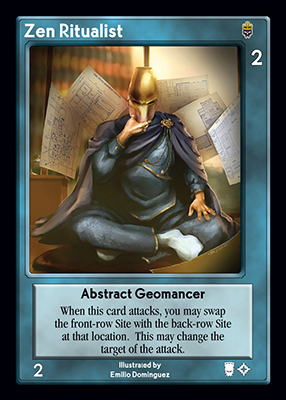 Zen Ritualist
2
Abstract Geomancer
When this card attacks, you may swap
the front-row Site with the back-row Site
at that location. This may change the
target of the attack.
Illustrated by
2
Emilio Dominguez